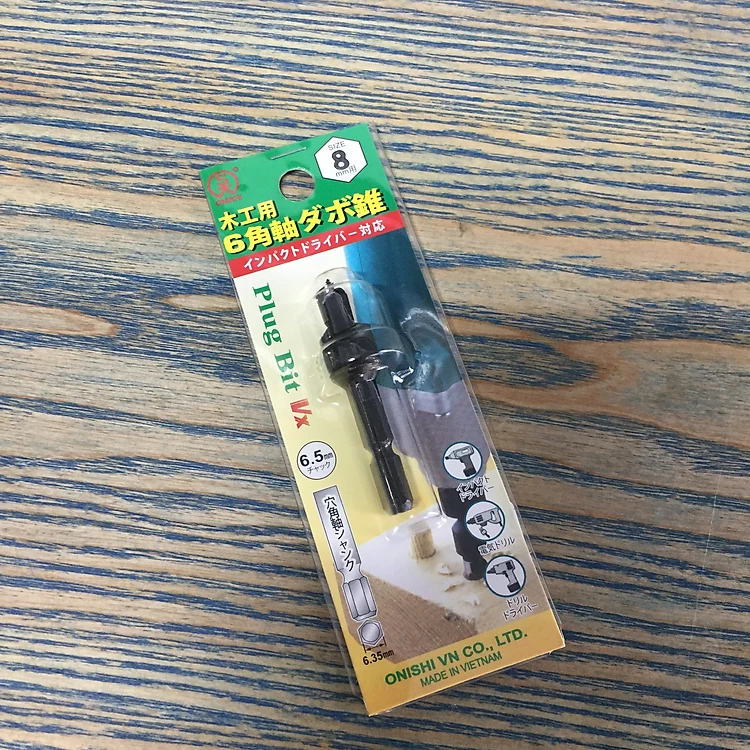 SIZE
8
mm用
木工用
6角軸ダボ錐
インパクトドライバー対応
Plug Bit
6.5mm
チャック
穴角軸シャンク
6.35mm
インパクト
ドライバー
電気ドリル
ドリル
ドライバー
ONISHI VN CO., LTD.
MADE IN VIETNAM